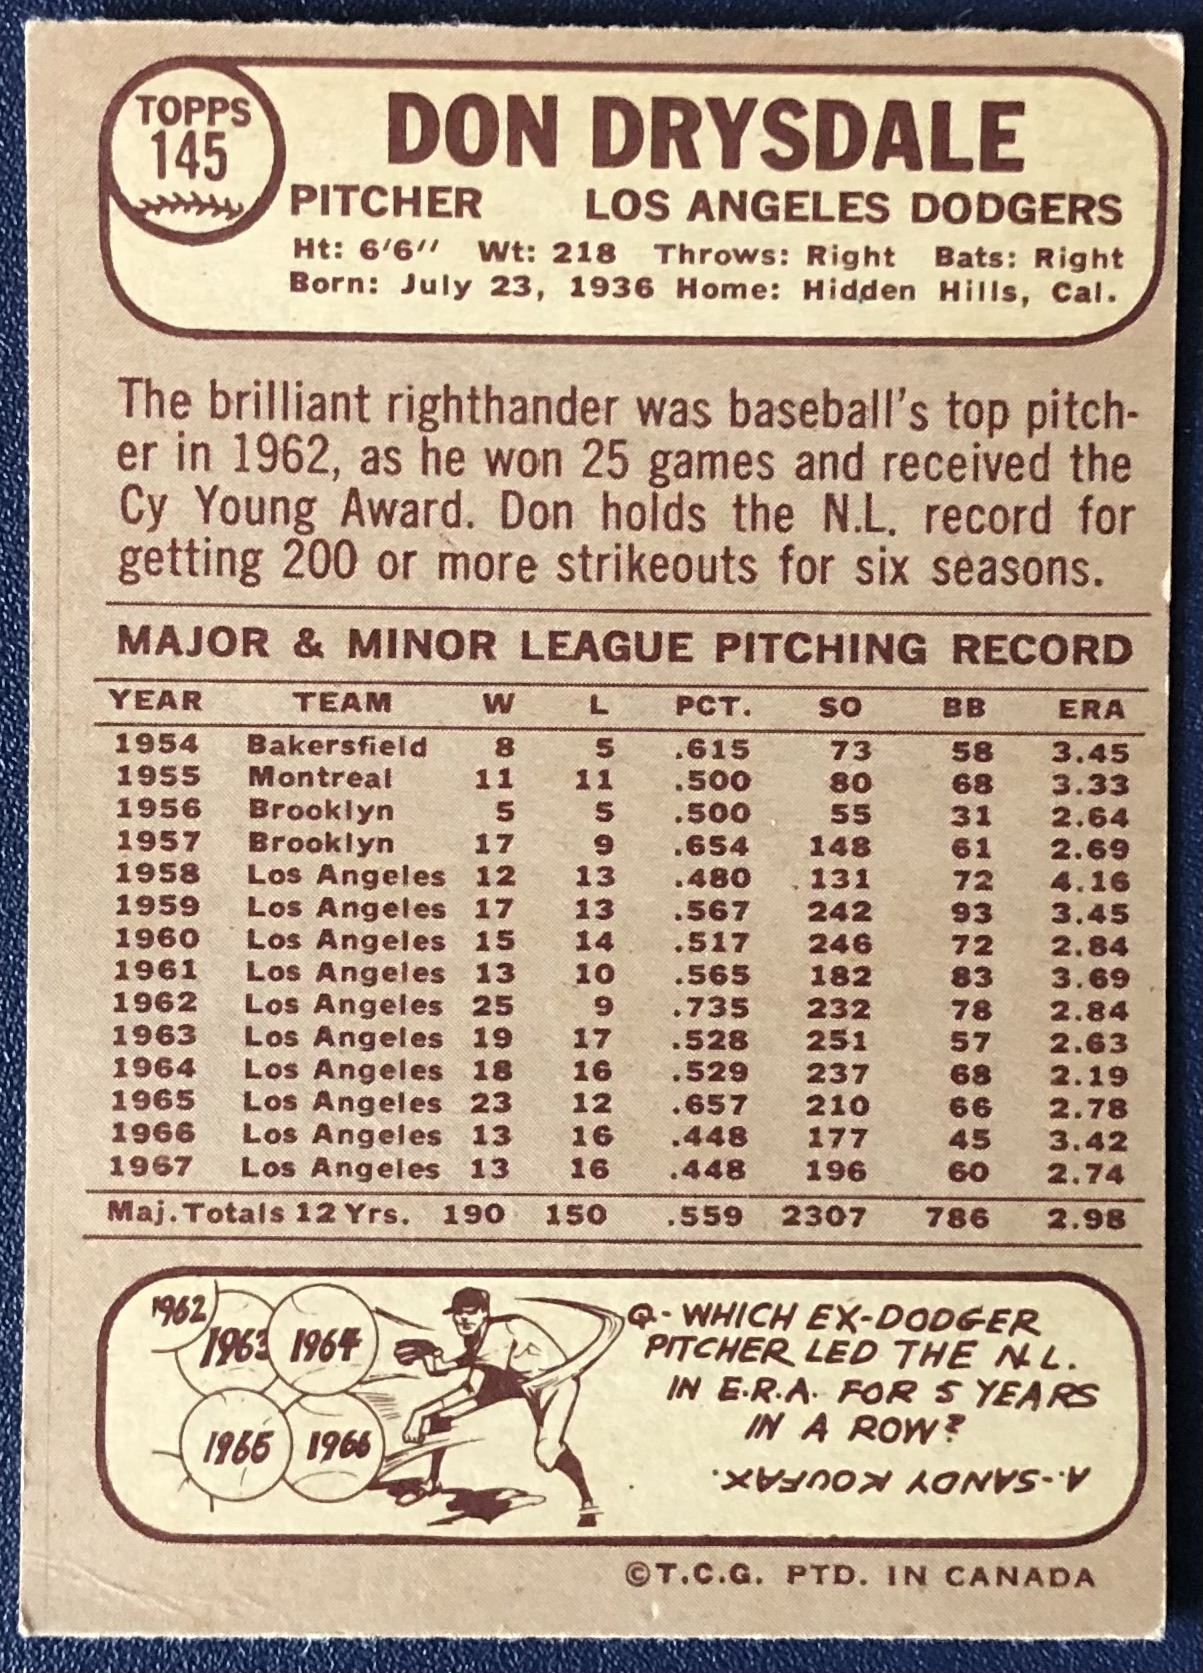 TOPPS
145
DON DRYSDALE
PITCHER LOS ANGELES DODGERS
Ht: 6'6'' Wt: 218 Throws: Right Bats: Right
Born: July 23, 1936 Home: Hidden Hills, Cal.
The brilliant righthander was baseball's top pitch-
er in 1962, as he won 25 games and received the
Cy Young Award. Don holds the N.L. record for
getting 200 or more strikeouts for six seasons.
MAJOR & MINOR LEAGUE PITCHING RECORD
YEAR TEAM W L PCT. SO BB ERA
1954 Bakersfield 8 5 .615 73 58 3.45
1955 Montreal 11 11 .500 80 68 3.33
1956 Brooklyn 5 5 .500 55 31 2.64
1957 Brooklyn 17 9 .654 148 61 2.69
1958 Los Angeles 12 13 .480 131 72 4.16
1959 Los Angeles 17 13 .567 242 93 3.45
1960 Los Angeles 15 14 .517 246 72 2.84
1961 Los Angeles 13 10 .565 182 83 3.69
1962 Los Angeles 25 9 .735 232 78 2.84
1963 Los Angeles 19 17 .528 251 57 2.63
1964 Los Angeles 18 16 .529 237 68 2.19
1965 Los Angeles 23 12 .657 210 66 2.78
1966 Los Angeles 13 16 .448 177 45 3.42
1967 Los Angeles 13 16 .448 196 60 2.74
Maj. Totals 12 Yrs. 190 150 .559 2307 786 2.98
1962
1963 1964
1965 1966
Q- WHICH EX-DODGER
PITCHER LED THE N.L.
IN E.R.A. FOR 5 YEARS
IN A ROW?
A.-SANDY KOUFAX.
©T.C.G. PTD. IN CANADA